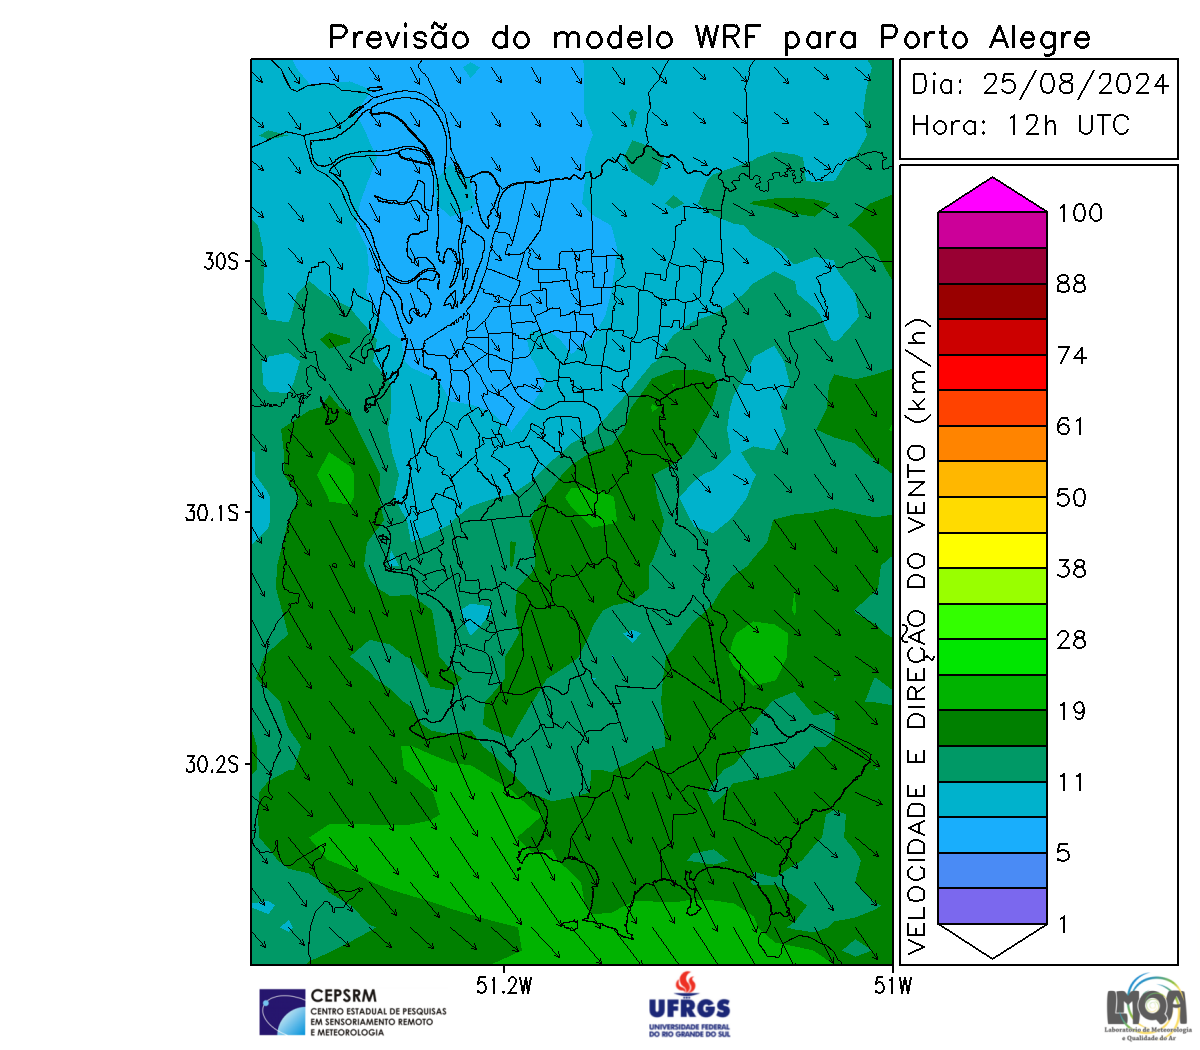 Previsão do modelo WRF para Porto Alegre
Dia: 25/08/2024
Hora: 12h UTC
30S
30.1S
30.2S
51.2W
51W
VELOCIDADE E DIREÇÃO DO VENTO (km/h)
100
88
74
61
50
38
28
19
11
5
1
CEPSRM
CENTRO ESTADUAL DE PESQUISAS
EM SENSORIAMENTO REMOTO
E METEOROLOGIA
UFRGS
UNIVERSIDADE FEDERAL
DO RIO GRANDE DO SUL
LMQA
Laboratório de Meteorologia
e Qualidade do Ar